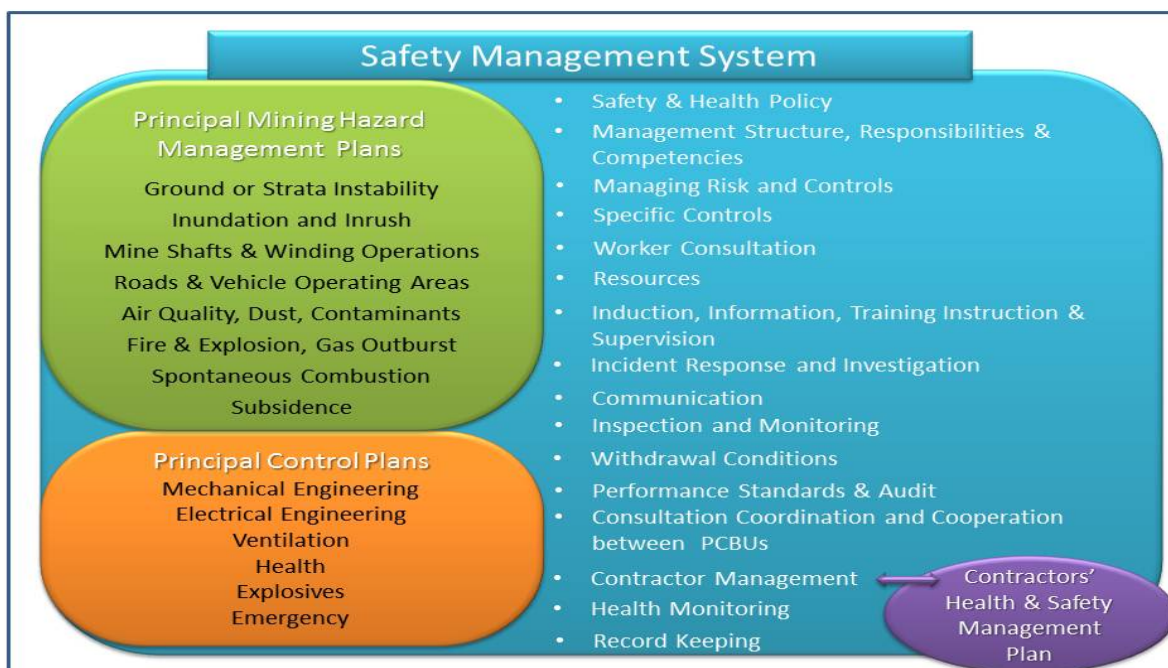 Safety Management System
Principal Mining Hazard
Management Plans
Ground or Strata Instability
Inundation and Inrush
Mine Shafts & Winding Operations
Roads & Vehicle Operating Areas
Air Quality, Dust, Contaminants
Fire & Explosion, Gas Outburst
Spontaneous Combustion
Subsidence
Principal Control Plans
Mechanical Engineering
Electrical Engineering
Ventilation
Health
Explosives
Emergency
• Safety & Health Policy
• Management Structure, Responsibilities &
Competencies
• Managing Risk and Controls
• Specific Controls
• Worker Consultation
• Resources
• Induction, Information, Training Instruction &
Supervision
• Incident Response and Investigation
• Communication
• Inspection and Monitoring
• Withdrawal Conditions
• Performance Standards & Audit
• Consultation Coordination and Cooperation
between PCBUs
• Contractor Management
• Health Monitoring
• Record Keeping
Contractors'
Health & Safety
Management
Plan